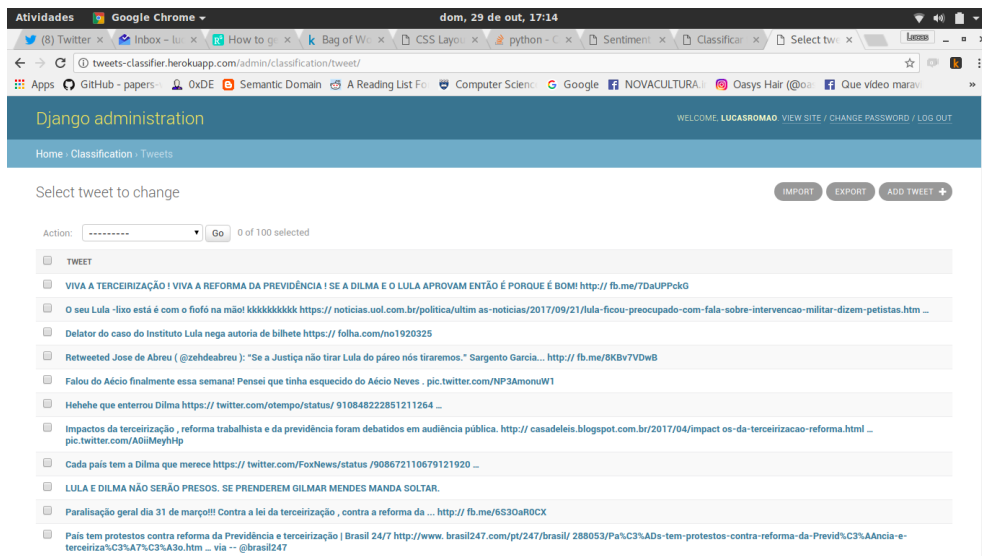 Atividades Google Chrome dom, 29 de out, 17:14
(8) Twitter Inbox – luc How to g Bag of Wo CSS Layou python - C Sentiment Classificar Select twe Lucas
tweets-classifier.herokuapp.com/admin/classification/tweet/
Apps GitHub - papers- 0xDE Semantic Domain A Reading List Fo Computer Science Google NOVACULTURA.i Oasys Hair (@oas Que vídeo marav »
Django administration WELCOME, LUCASROMAO. VIEW SITE / CHANGE PASSWORD / LOG OUT
Home › Classification › Tweets
Select tweet to change IMPORT EXPORT ADD TWEET +
Action: --------- Go 0 of 100 selected
TWEET
VIVA A TERCEIRIZAÇÃO ! VIVA A REFORMA DA PREVIDÊNCIA ! SE A DILMA E O LULA APROVAM ENTÃO É PORQUE É BOM! http:// fb.me/7DaUPPckG
O seu Lula -lixo está é com o fiofó na mão! kkkkkkkkkk https:// noticias.uol.com.br/politica/ultim as-noticias/2017/09/21/lula-ficou-preocupado-com-fala-sobre-intervencao-militar-dizem-petistas.htm ...
Delator do caso do Instituto Lula nega autoria de bilhete https:// folha.com/no1920325
Retweeted Jose de Abreu ( @zehdeabreu ): "Se a Justiça não tirar Lula do páreo nós tiraremos." Sargento Garcia... http:// fb.me/8KBv7VDwB
Falou do Aécio finalmente essa semana! Pensei que tinha esquecido do Aécio Neves . pic.twitter.com/NP3AmonuW1
Hehehe que enterrou Dilma https:// twitter.com/otempo/status/ 910848222851211264 ...
Impactos da terceirização , reforma trabalhista e da previdência foram debatidos em audiência pública. http:// casadeleis.blogspot.com.br/2017/04/impact os-da-terceirizacao-reforma.html ...
pic.twitter.com/A0iiMeyhHp
Cada país tem a Dilma que merece https:// twitter.com/FoxNews/status /908672110679121920 ...
LULA E DILMA NÃO SERÃO PRESOS. SE PRENDEREM GILMAR MENDES MANDA SOLTAR.
Paralisação geral dia 31 de março!!! Contra a lei da terceirização , contra a reforma da ... http:// fb.me/6S3OaR0CX
País tem protestos contra reforma da Previdência e terceirização | Brasil 24/7 http://www. brasil247.com/pt/247/brasil/ 288053/Pa%C3%ADs-tem-protestos-contra-reforma-da-Previd%C3%AAncia-e-
terceiriza%C3%A7%C3%A3o.htm ... via -- @brasil247